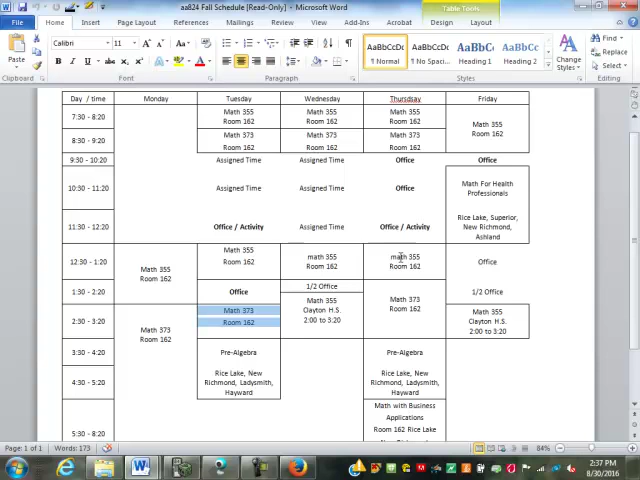 aa824 Fall Schedule [Read-Only] - Microsoft Word
Table Tools
File Home Insert Page Layout References Mailings Review View Add-Ins Acrobat Design Layout
Calibri 11
AaBbCcDc AaBbCcDc AaBbC AaBbCc
¶ Normal ¶ No Spaci... Heading 1 Heading 2
Change Styles
Find
Replace
Select
Paste
Clipboard Font Paragraph Styles Editing
Day / time Monday Tuesday Wednesday Thursdsay Friday
7:30 - 8:20
Math 355 Math 355 Math 355
Room 162 Room 162 Room 162
Math 355
Room 162
8:30 - 9:20
Math 373 Math 373 Math 373
Room 162 Room 162 Room 162
9:30 - 10:20 Assigned Time Assigned Time Office Office
10:30 - 11:20 Assigned Time Assigned Time Office
Math For Health
Professionals
Rice Lake, Superior,
New Richmond,
Ashland
11:30 - 12:20 Office / Activity Assigned Time Office / Activity
12:30 - 1:20
Math 355
Room 162
Math 355
Room 162
math 355
Room 162
math 355
Room 162
Office
1:30 - 2:20 Office 1/2 Office
Math 373
Room 162
1/2 Office
2:30 - 3:20
Math 373
Room 162
Math 373
Room 162
Math 355
Clayton H.S.
2:00 to 3:20
Math 355
Clayton H.S.
2:00 to 3:20
3:30 - 4:20 Pre-Algebra Pre-Algebra
4:30 - 5:20
Rice Lake, New
Richmond, Ladysmith,
Hayward
Rice Lake, New
Richmond, Ladysmith,
Hayward
5:30 - 8:20
Math with Business
Applications
Room 162 Rice Lake
Page: 1 of 1 Words: 173 84%
2:37 PM
8/30/2016